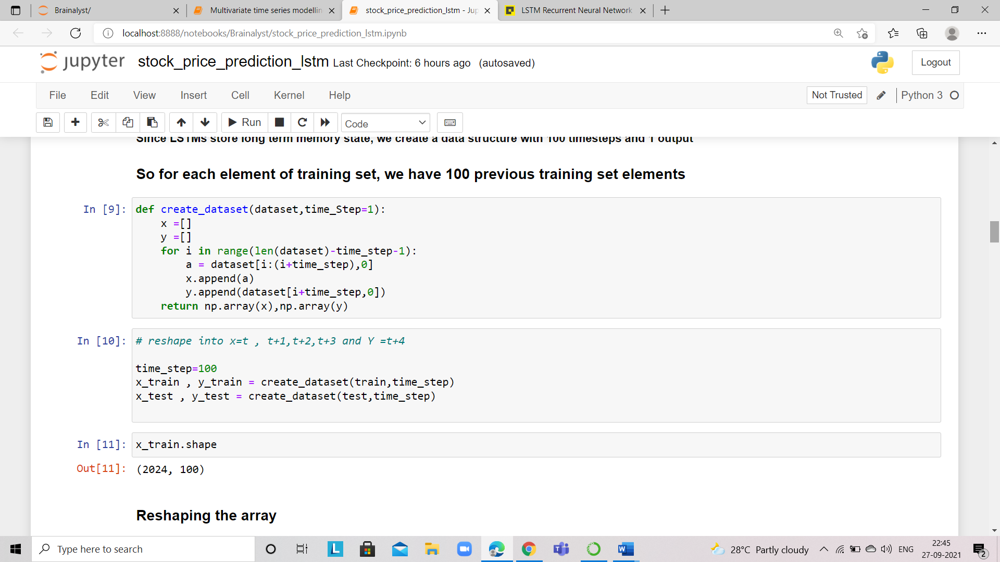 Brainalyst/
Multivariate time series modellin
stock_price_prediction_lstm - Jup
LSTM Recurrent Neural Network
localhost:8888/notebooks/Brainalyst/stock_price_prediction_lstm.ipynb
jupyter stock_price_prediction_lstm Last Checkpoint: 6 hours ago (autosaved)
Logout
File Edit View Insert Cell Kernel Help
Not Trusted
Python 3
Run
Code
Since LSTMs store long term memory state, we create a data structure with 100 timesteps and 1 output
So for each element of training set, we have 100 previous training set elements
In [9]: def create_dataset(dataset,time_Step=1):
    x =[]
    y =[]
    for i in range(len(dataset)-time_step-1):
        a = dataset[i:(i+time_step),0]
        x.append(a)
        y.append(dataset[i+time_step,0])
    return np.array(x),np.array(y)
In [10]: # reshape into x=t , t+1,t+2,t+3 and Y =t+4
time_step=100
x_train , y_train = create_dataset(train,time_step)
x_test , y_test = create_dataset(test,time_step)
In [11]: x_train.shape
Out[11]: (2024, 100)
Reshaping the array
Type here to search
L
W
28°C Partly cloudy
ENG
22:45
27-09-2021
2